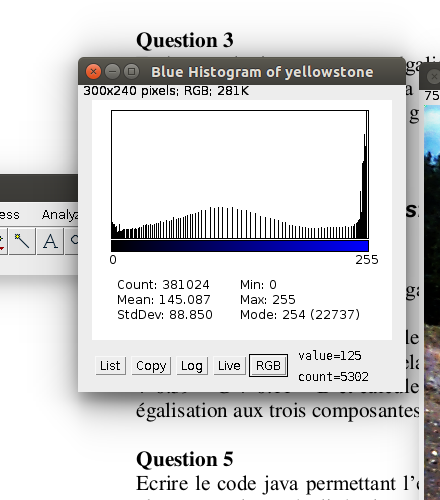 Question 3
Blue Histogram of yellowstone
300x240 pixels; RGB; 281K
75
0
255
Count: 381024
Min: 0
Mean: 145.087
Max: 255
StdDev: 88.850
Mode: 254 (22737)
List
Copy
Log
Live
RGB
value=125
count=5302
A
égalisation aux trois composantes
Question 5
Ecrire le code java permettant l'